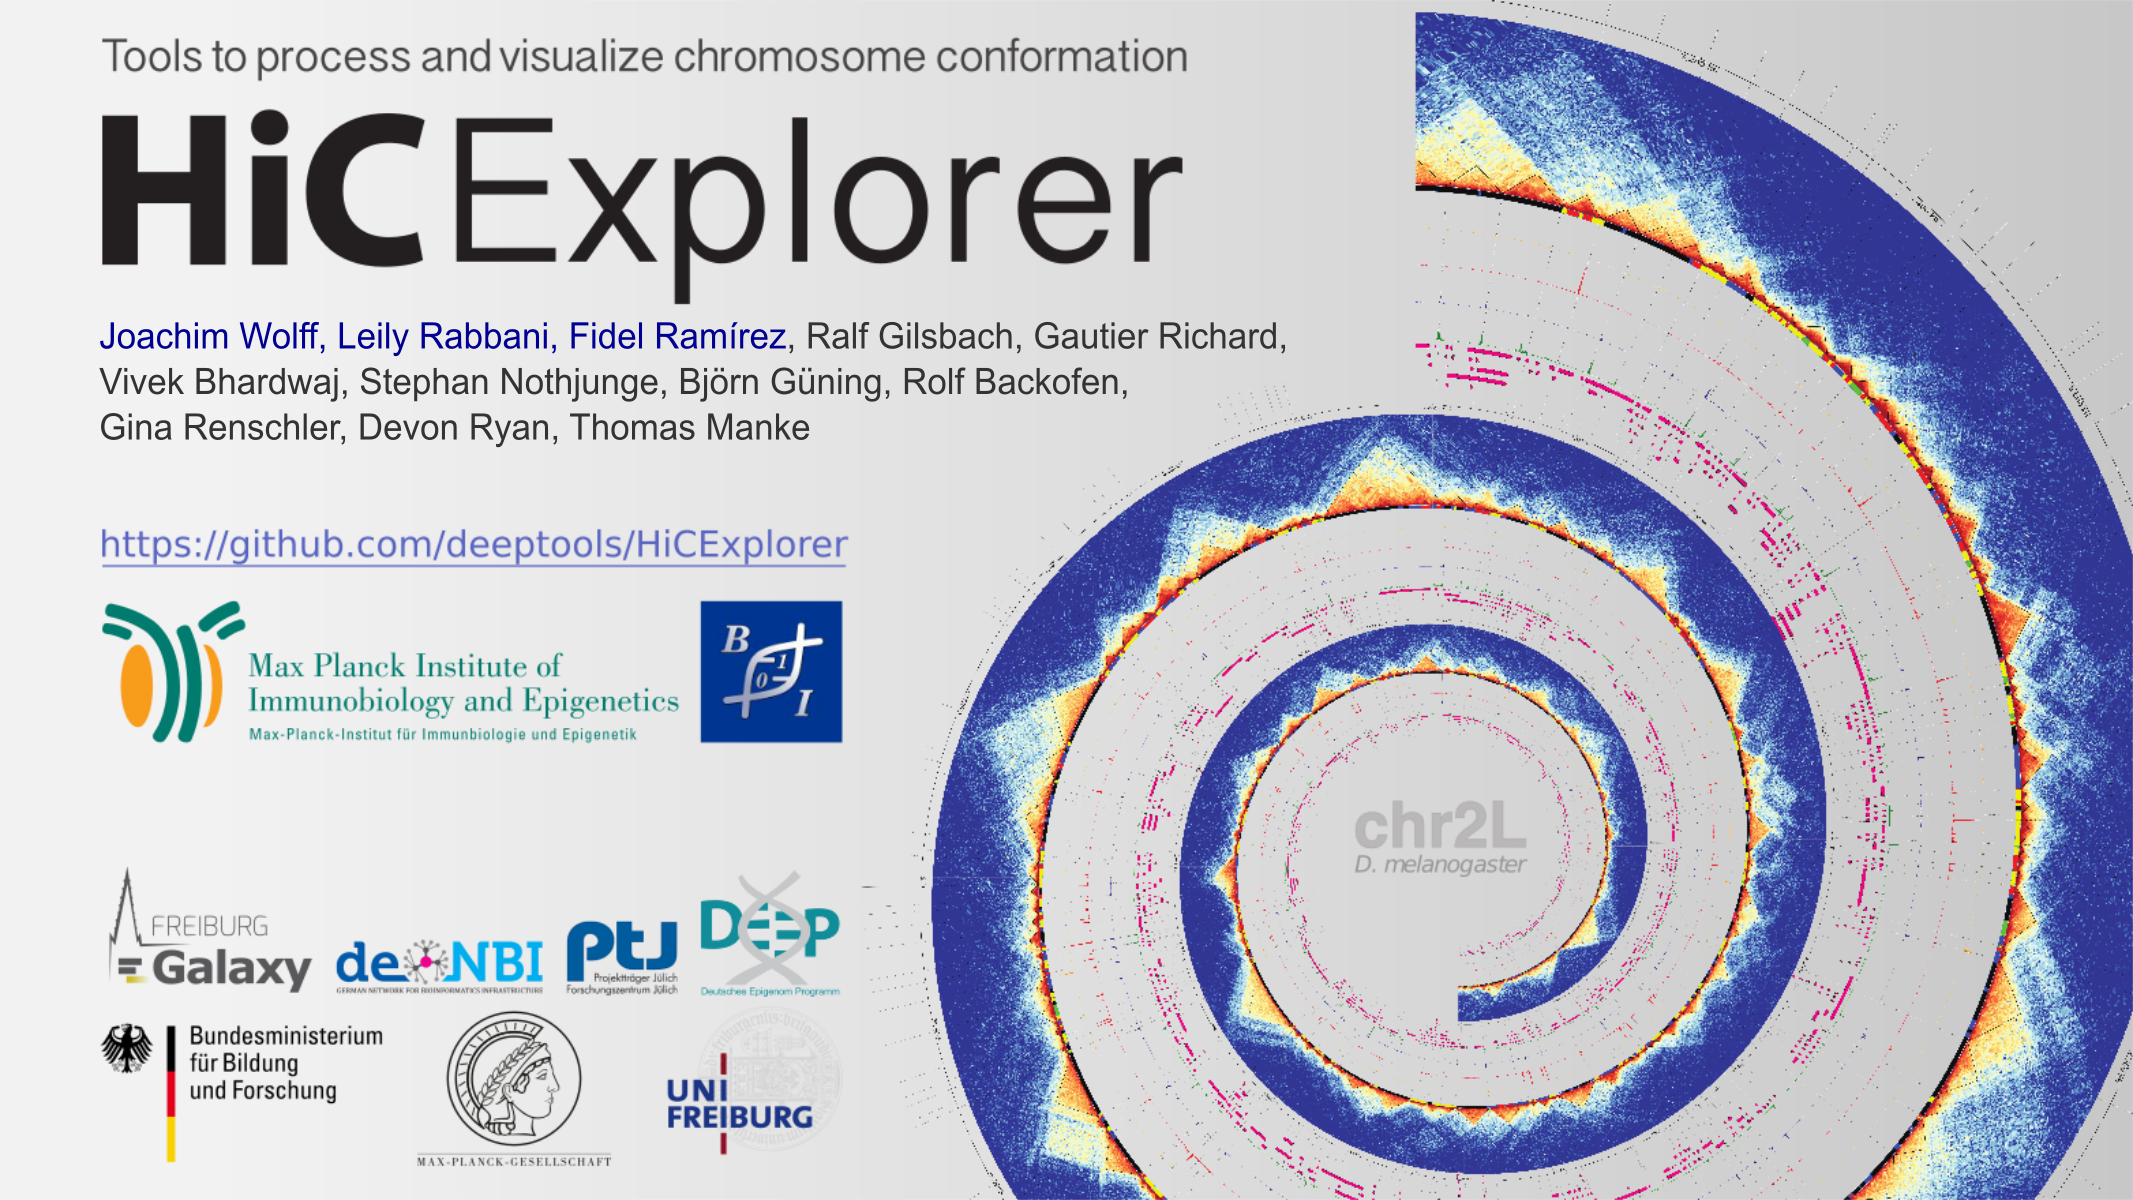 Tools to process and visualize chromosome conformation
HiCExplorer
Joachim Wolff, Leily Rabbani, Fidel Ramírez, Ralf Gilsbach, Gautier Richard,
Vivek Bhardwaj, Stephan Nothjunge, Björn Güning, Rolf Backofen,
Gina Renschler, Devon Ryan, Thomas Manke
https://github.com/deeptools/HiCExplorer
Max Planck Institute of
Immunobiology and Epigenetics
Max-Planck-Institut für Immunbiologie und Epigenetik
B
1
0
I
chr2L
D. melanogaster
FREIBURG
Galaxy
de NBI
GERMAN NETWORK FOR BIOINFORMATICS INFRASTRUCTURE
PtJ
Projektträger Jülich
Forschungszentrum Jülich
DEEP
Deutsches Epigenom Programm
Bundesministerium
für Bildung
und Forschung
MAX-PLANCK-GESELLSCHAFT
UNI
FREIBURG